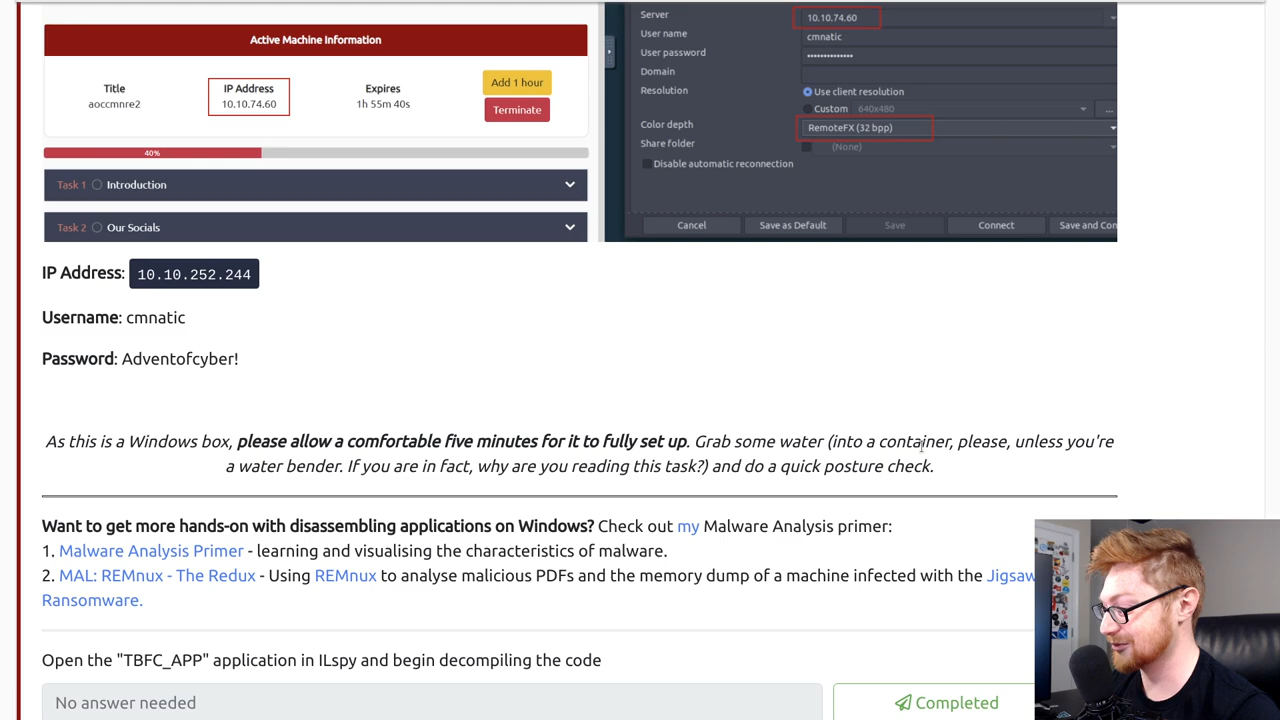 Active Machine Information
Title
aoccmnre2
IP Address
10.10.74.60
Expires
1h 55m 40s
Add 1 hour
Terminate
40%
Task 1 Introduction
Task 2 Our Socials
Server 10.10.74.60
User name cmnatic
User password ••••••••••••••
Domain
Resolution Use client resolution
Custom 640x480 ...
Color depth RemoteFX (32 bpp)
Share folder (None)
Disable automatic reconnection
Cancel Save as Default Save Connect Save and Con
IP Address: 10.10.252.244
Username: cmnatic
Password: Adventofcyber!
As this is a Windows box, please allow a comfortable five minutes for it to fully set up. Grab some water (into a container, please, unless you're
a water bender. If you are in fact, why are you reading this task?) and do a quick posture check.
Want to get more hands-on with disassembling applications on Windows? Check out my Malware Analysis primer:
1. Malware Analysis Primer - learning and visualising the characteristics of malware.
2. MAL: REMnux - The Redux - Using REMnux to analyse malicious PDFs and the memory dump of a machine infected with the Jigsaw
Ransomware.
Open the "TBFC_APP" application in ILspy and begin decompiling the code
No answer needed
Completed